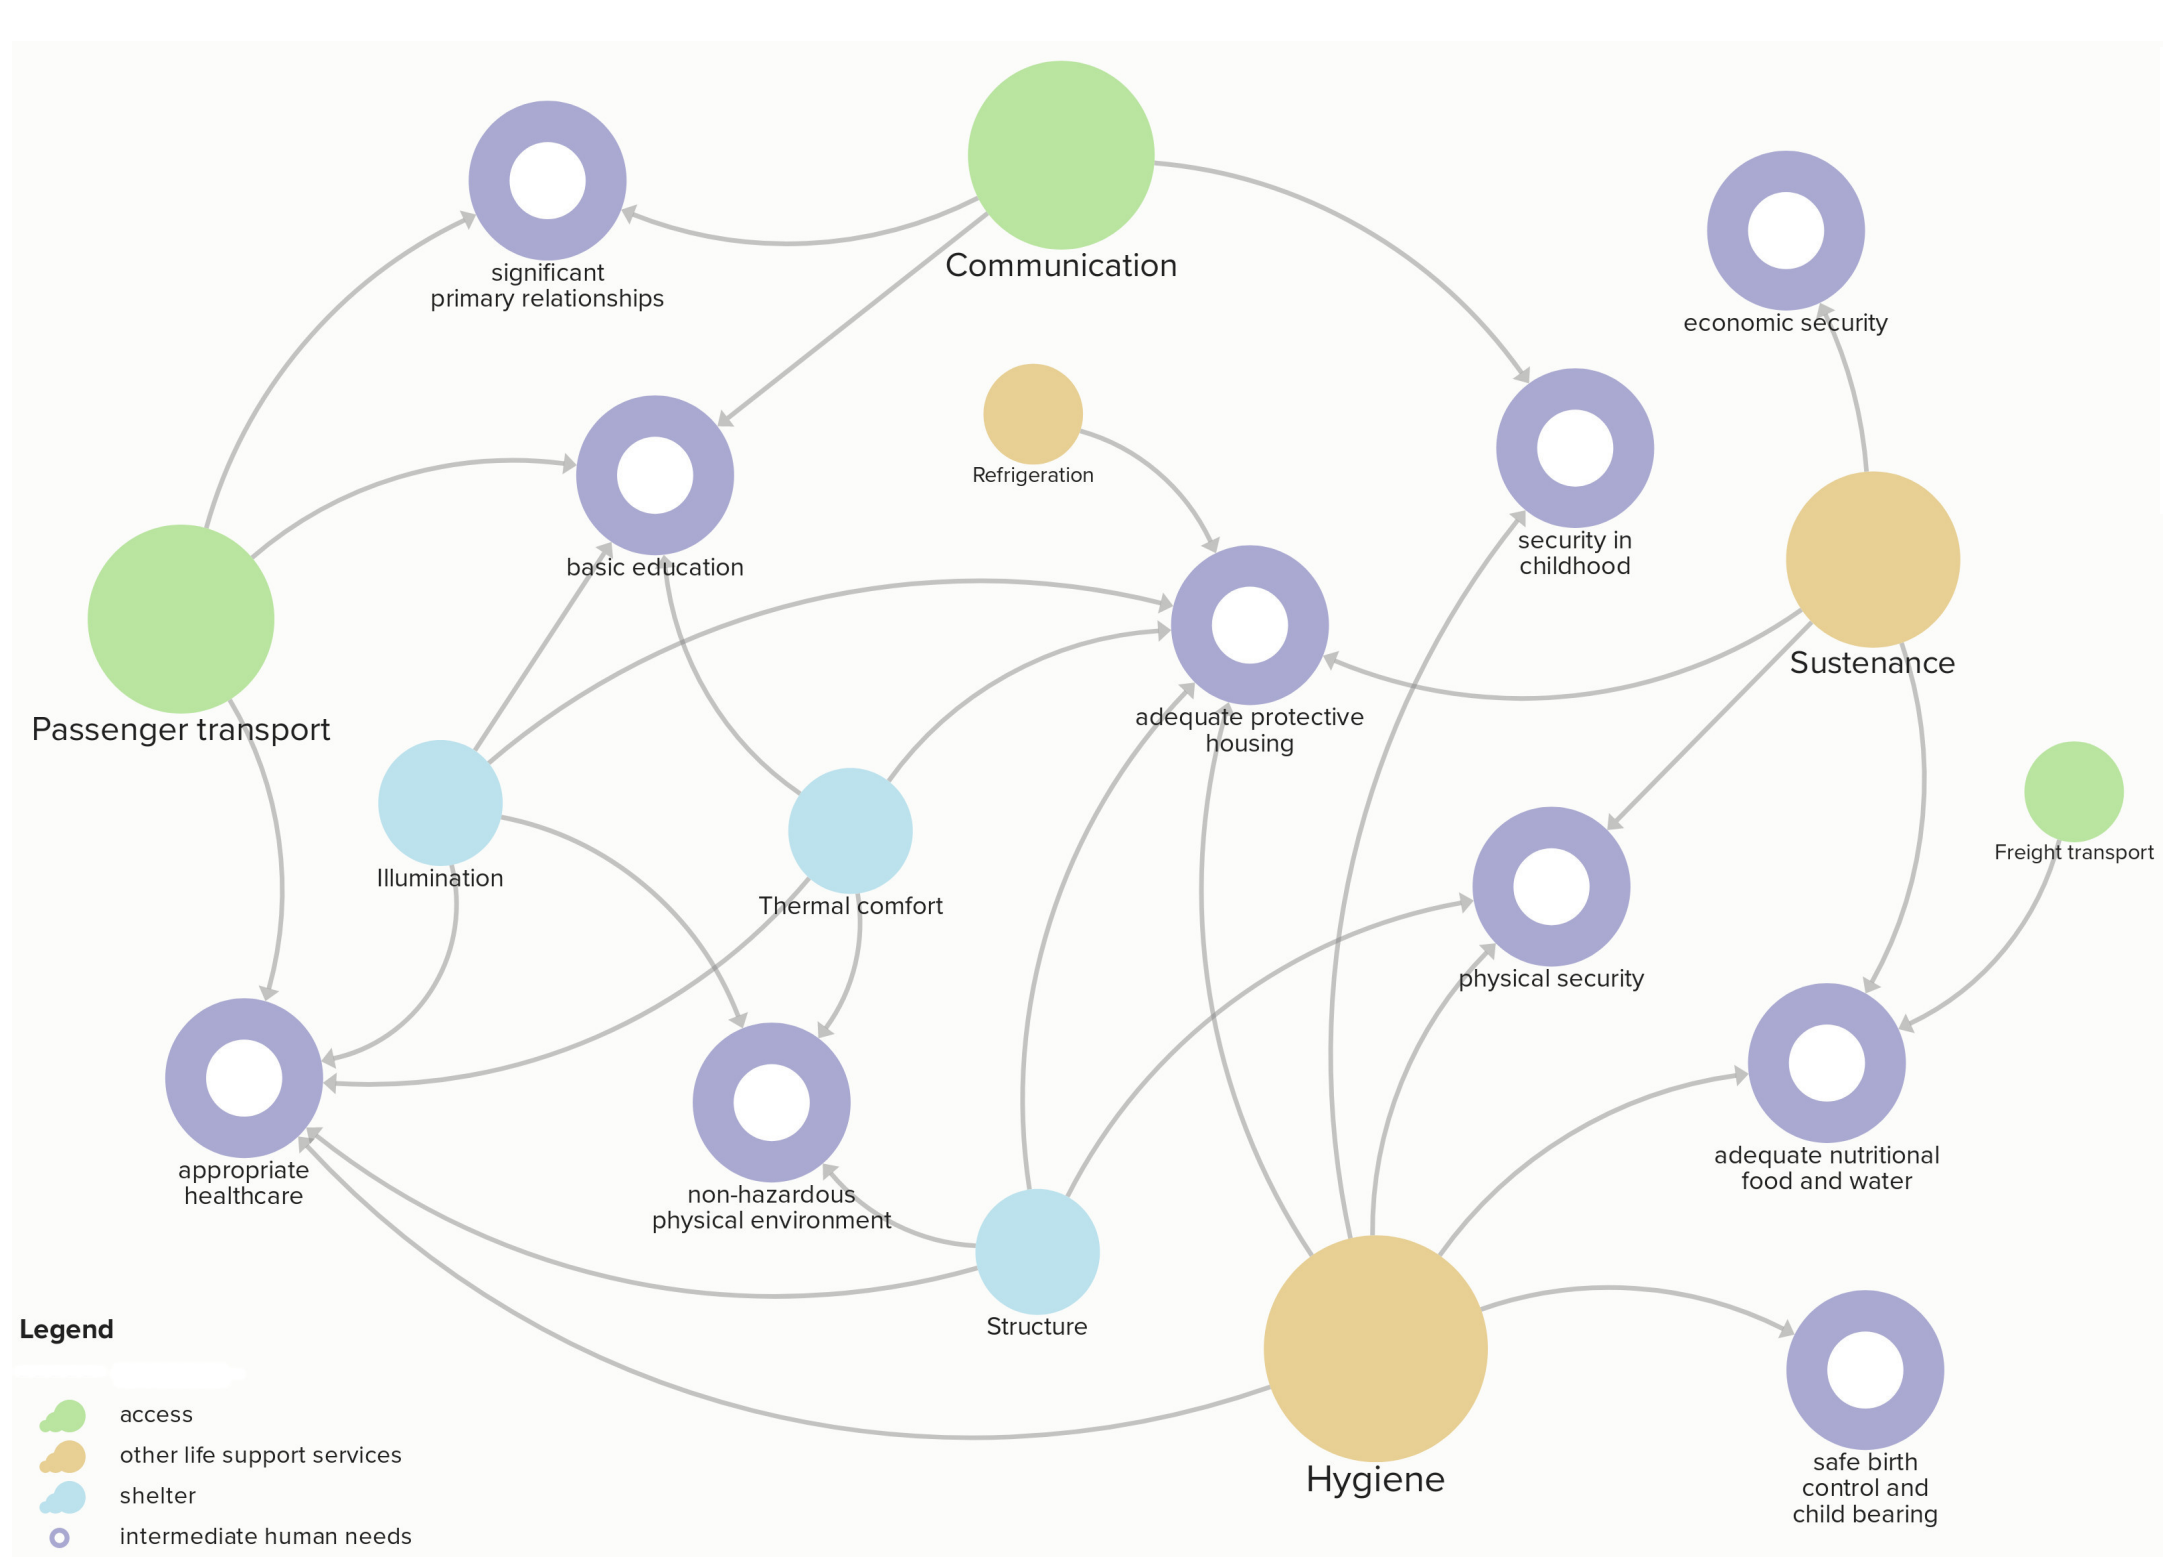 Communication
significant
primary relationships
economic security
Refrigeration
basic education
security in
childhood
Sustenance
Passenger transport
adequate protective
housing
Freight transport
Illumination
Thermal comfort
physical security
appropriate
healthcare
non-hazardous
physical environment
adequate nutritional
food and water
Structure
Hygiene
safe birth
control and
child bearing
Legend
access
other life support services
shelter
intermediate human needs